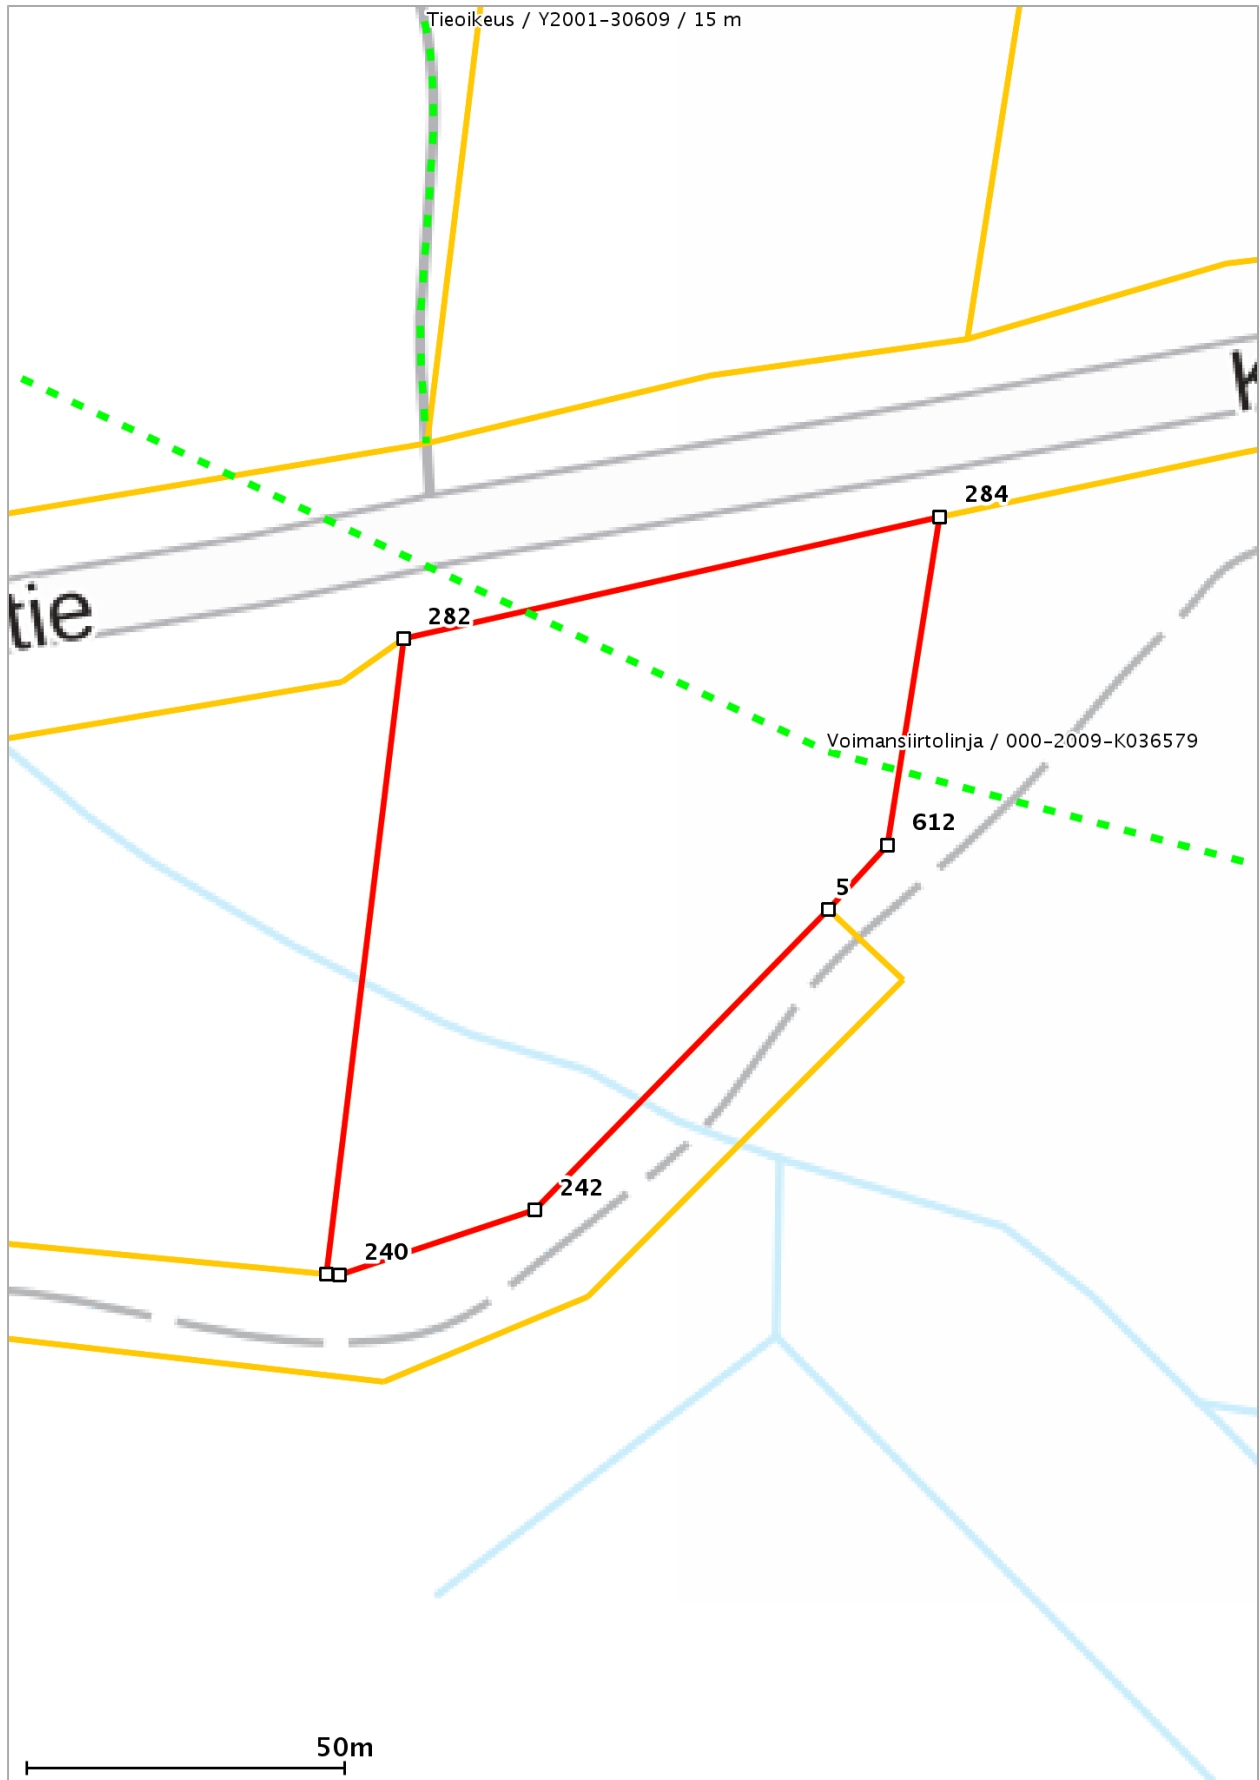 Tieoikeus / Y2001-30609 / 15 m
K
284
tie
282
Voimansiirtolinja / 000-2009-K036579
612
5
242
240
50m